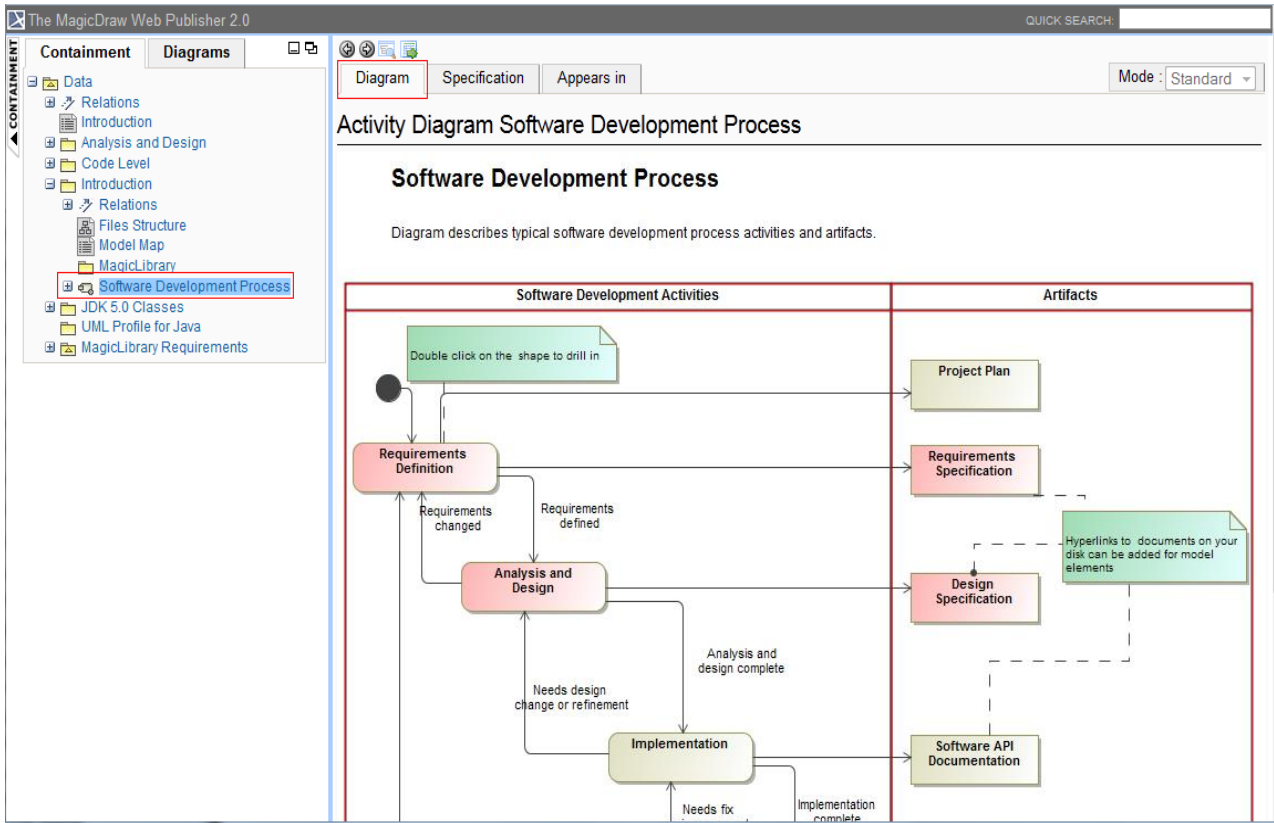 The MagicDraw Web Publisher 2.0
QUICK SEARCH:
CONTAINMENT
Containment
Diagrams
Data
Relations
Introduction
Analysis and Design
Code Level
Introduction
Relations
Files Structure
Model Map
MagicLibrary
Software Development Process
JDK 5.0 Classes
UML Profile for Java
MagicLibrary Requirements
Diagram
Specification
Appears in
Mode :
Standard
Activity Diagram Software Development Process
Software Development Process
Diagram describes typical software development process activities and artifacts.
Software Development Activities
Artifacts
Double click on the shape to drill in
Project Plan
Requirements
Definition
Requirements
Specification
Requirements
changed
Requirements
defined
Hyperlinks to documents on your
disk can be added for model
elements
Analysis and
Design
Design
Specification
Analysis and
design complete
Needs design
change or refinement
Implementation
Software API
Documentation
Needs fix
Implementation
complete